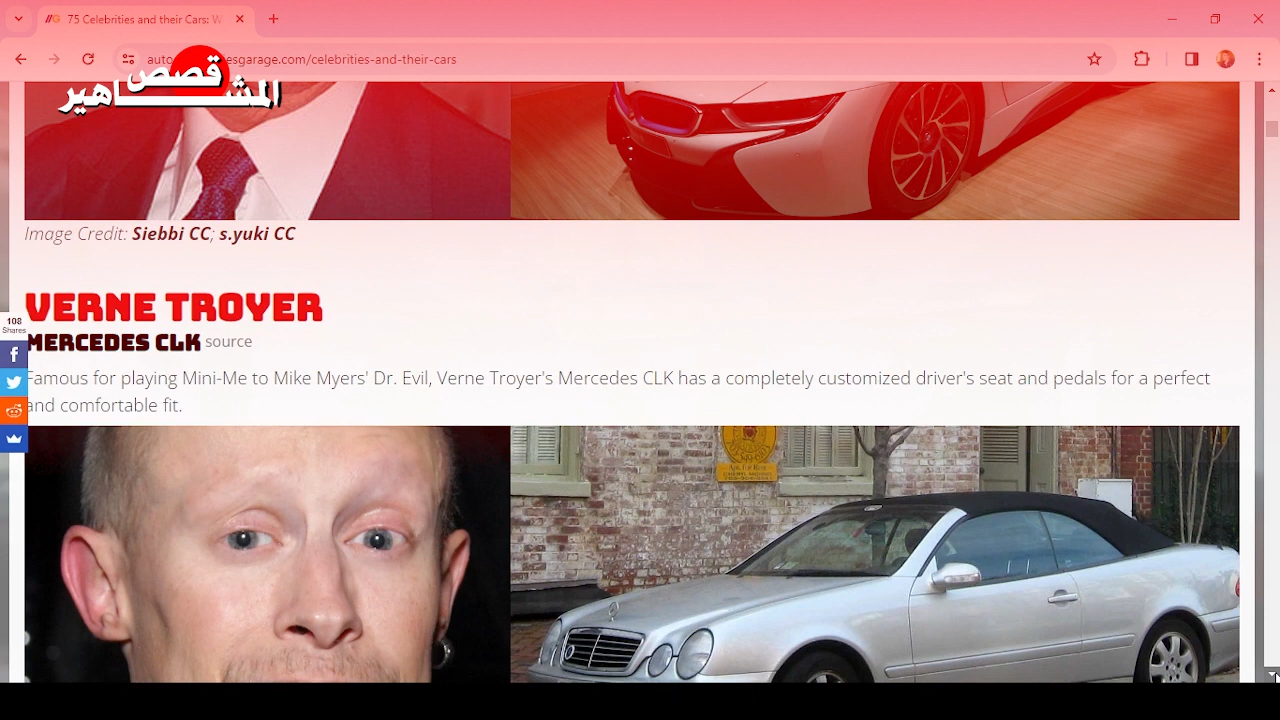 75 Celebrities and their Cars: W
esgarage.com/celebrities-and-their-cars
قصص
المشاهير
Image Credit: Siebbi CC; s.yuki CC
VERNE TROYER
MERCEDES CLK source
108
Shares
Famous for playing Mini-Me to Mike Myers' Dr. Evil, Verne Troyer's Mercedes CLK has a completely customized driver's seat and pedals for a perfect
and comfortable fit.